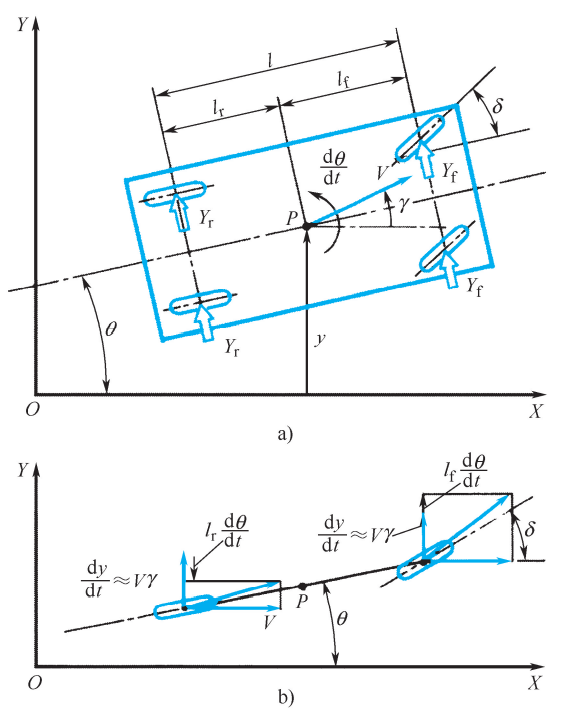 Y
l
l_r
l_f
δ
dθ/dt
V
Y_f
Y_r
P
γ
Y_f
θ
Y_r
y
O
X
a)
Y
l_f dθ/dt
l_r dθ/dt
dy/dt ≈ Vγ
δ
dy/dt ≈ Vγ
P
V
θ
O
X
b)